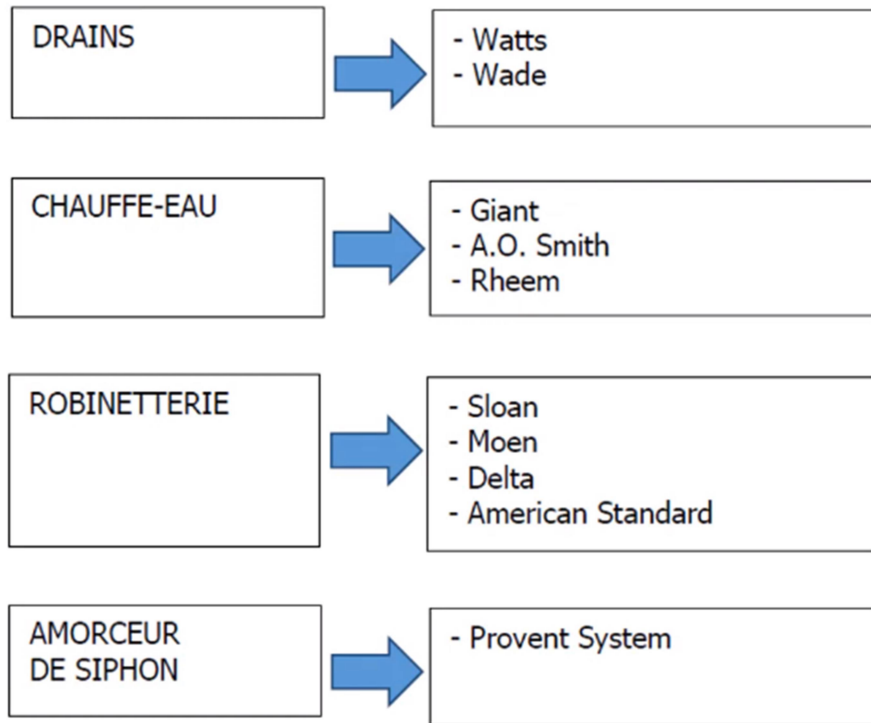 DRAINS
- Watts
- Wade
CHAUFFE-EAU
- Giant
- A.O. Smith
- Rheem
ROBINETTERIE
- Sloan
- Moen
- Delta
- American Standard
AMORCEUR
DE SIPHON
- Provent System